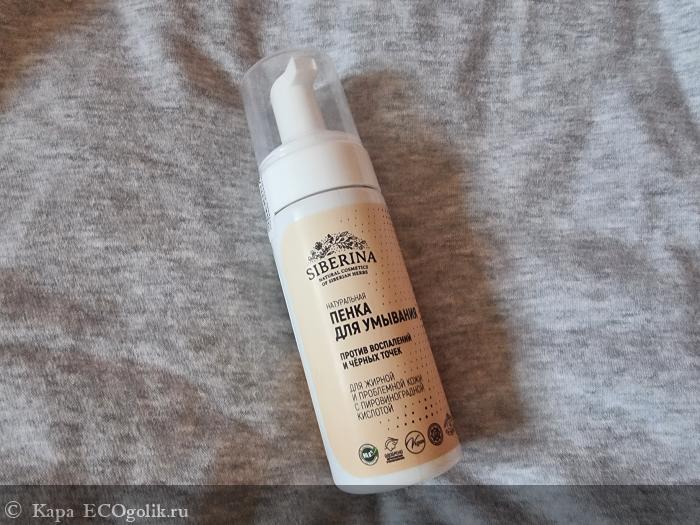 SIBERINA
NATURAL COSMETICS
OF SIBERIAN HERBS
НАТУРАЛЬНАЯ
ПЕНКА
ДЛЯ УМЫВАНИЯ
ПРОТИВ ВОСПАЛЕНИЙ
И ЧЁРНЫХ ТОЧЕК
ДЛЯ ЖИРНОЙ
И ПРОБЛЕМНОЙ КОЖИ
С ПИРОВИНОГРАДНОЙ
КИСЛОТОЙ
Vegan
© Кара ECOgolik.ru